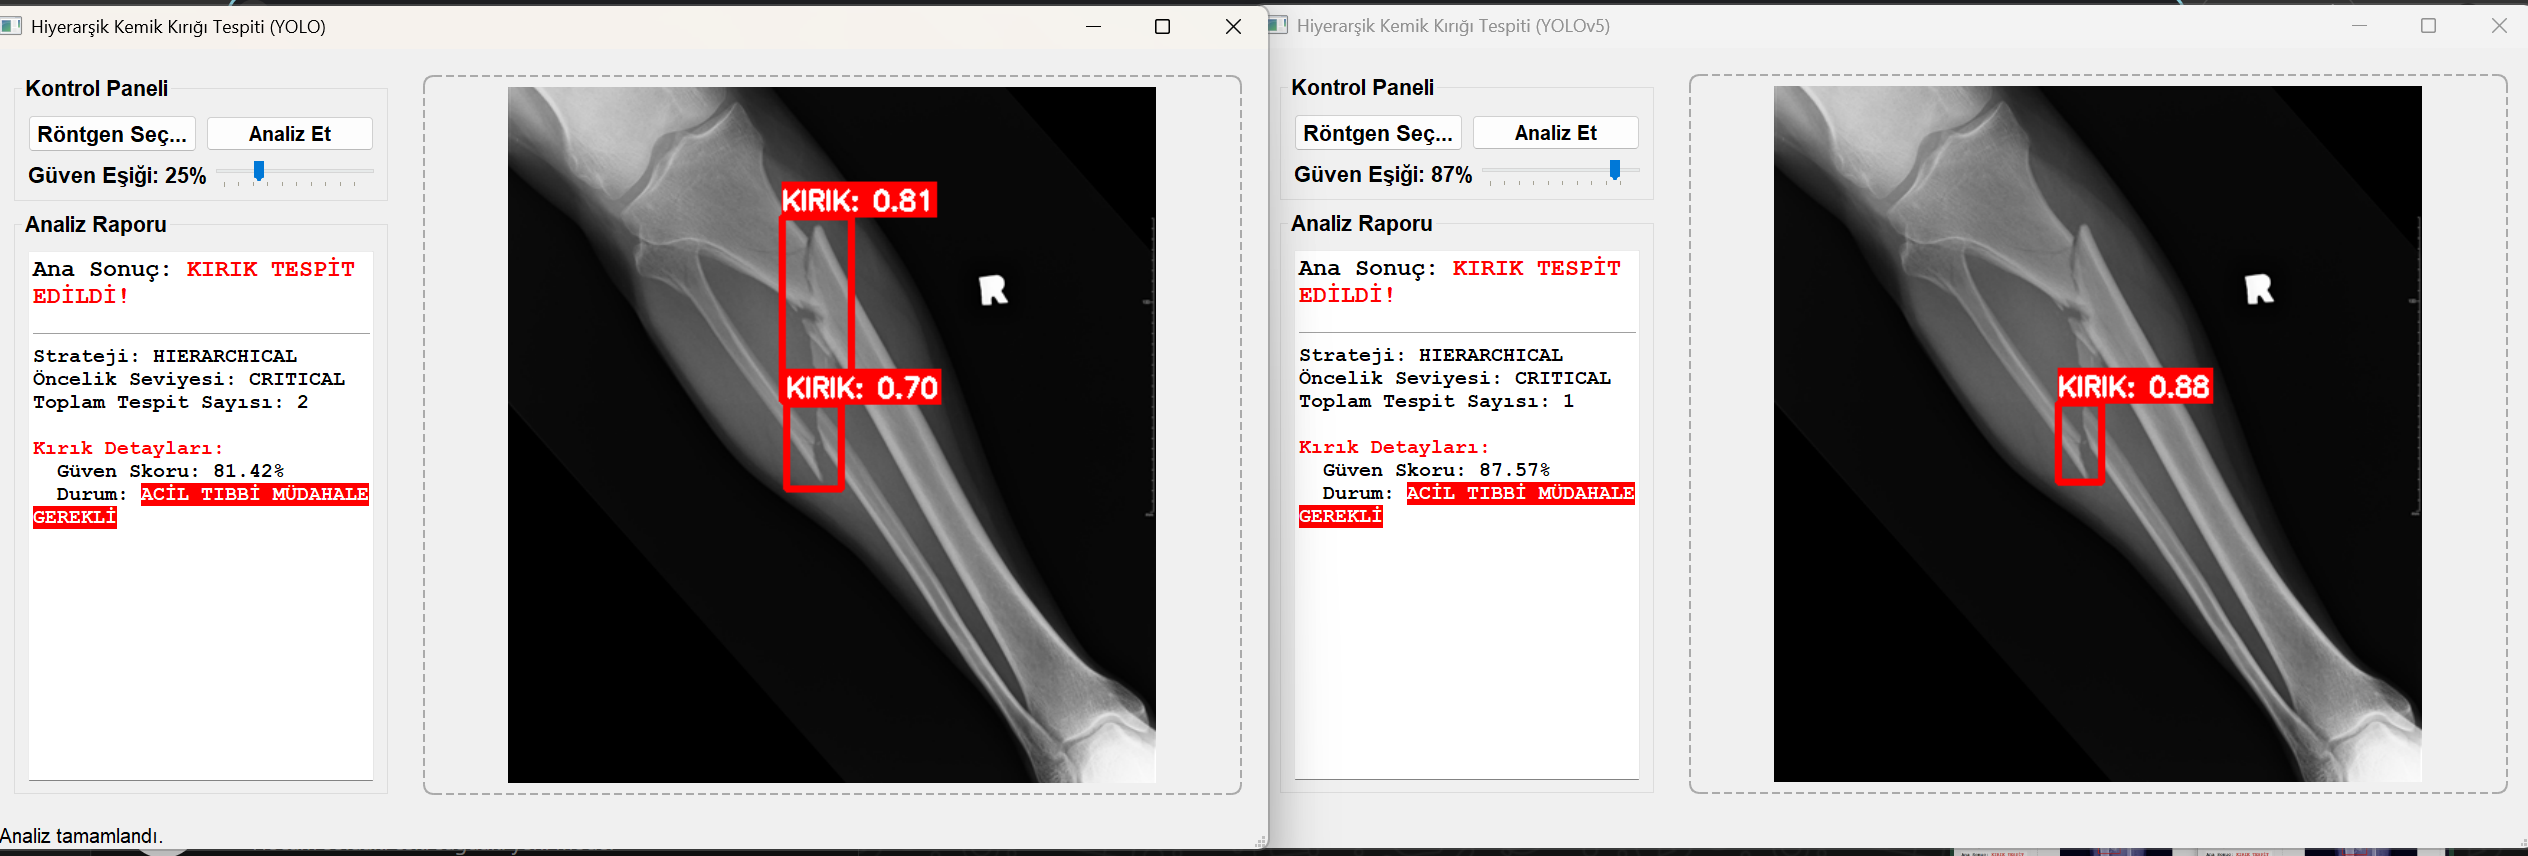 Hiyerarşik Kemik Kırığı Tespiti (YOLO)
Kontrol Paneli
Röntgen Seç...
Analiz Et
Güven Eşiği: 25%
Analiz Raporu
Ana Sonuç: KIRIK TESPİT
EDİLDİ!
Strateji: HIERARCHICAL
Öncelik Seviyesi: CRITICAL
Toplam Tespit Sayısı: 2
Kırık Detayları:
Güven Skoru: 81.42%
Durum: ACİL TIBBİ MÜDAHALE
GEREKLİ
KIRIK: 0.81
KIRIK: 0.70
R
Analiz tamamlandı.
Hiyerarşik Kemik Kırığı Tespiti (YOLOv5)
Kontrol Paneli
Röntgen Seç...
Analiz Et
Güven Eşiği: 87%
Analiz Raporu
Ana Sonuç: KIRIK TESPİT
EDİLDİ!
Strateji: HIERARCHICAL
Öncelik Seviyesi: CRITICAL
Toplam Tespit Sayısı: 1
Kırık Detayları:
Güven Skoru: 87.57%
Durum: ACİL TIBBİ MÜDAHALE
GEREKLİ
KIRIK: 0.88
R